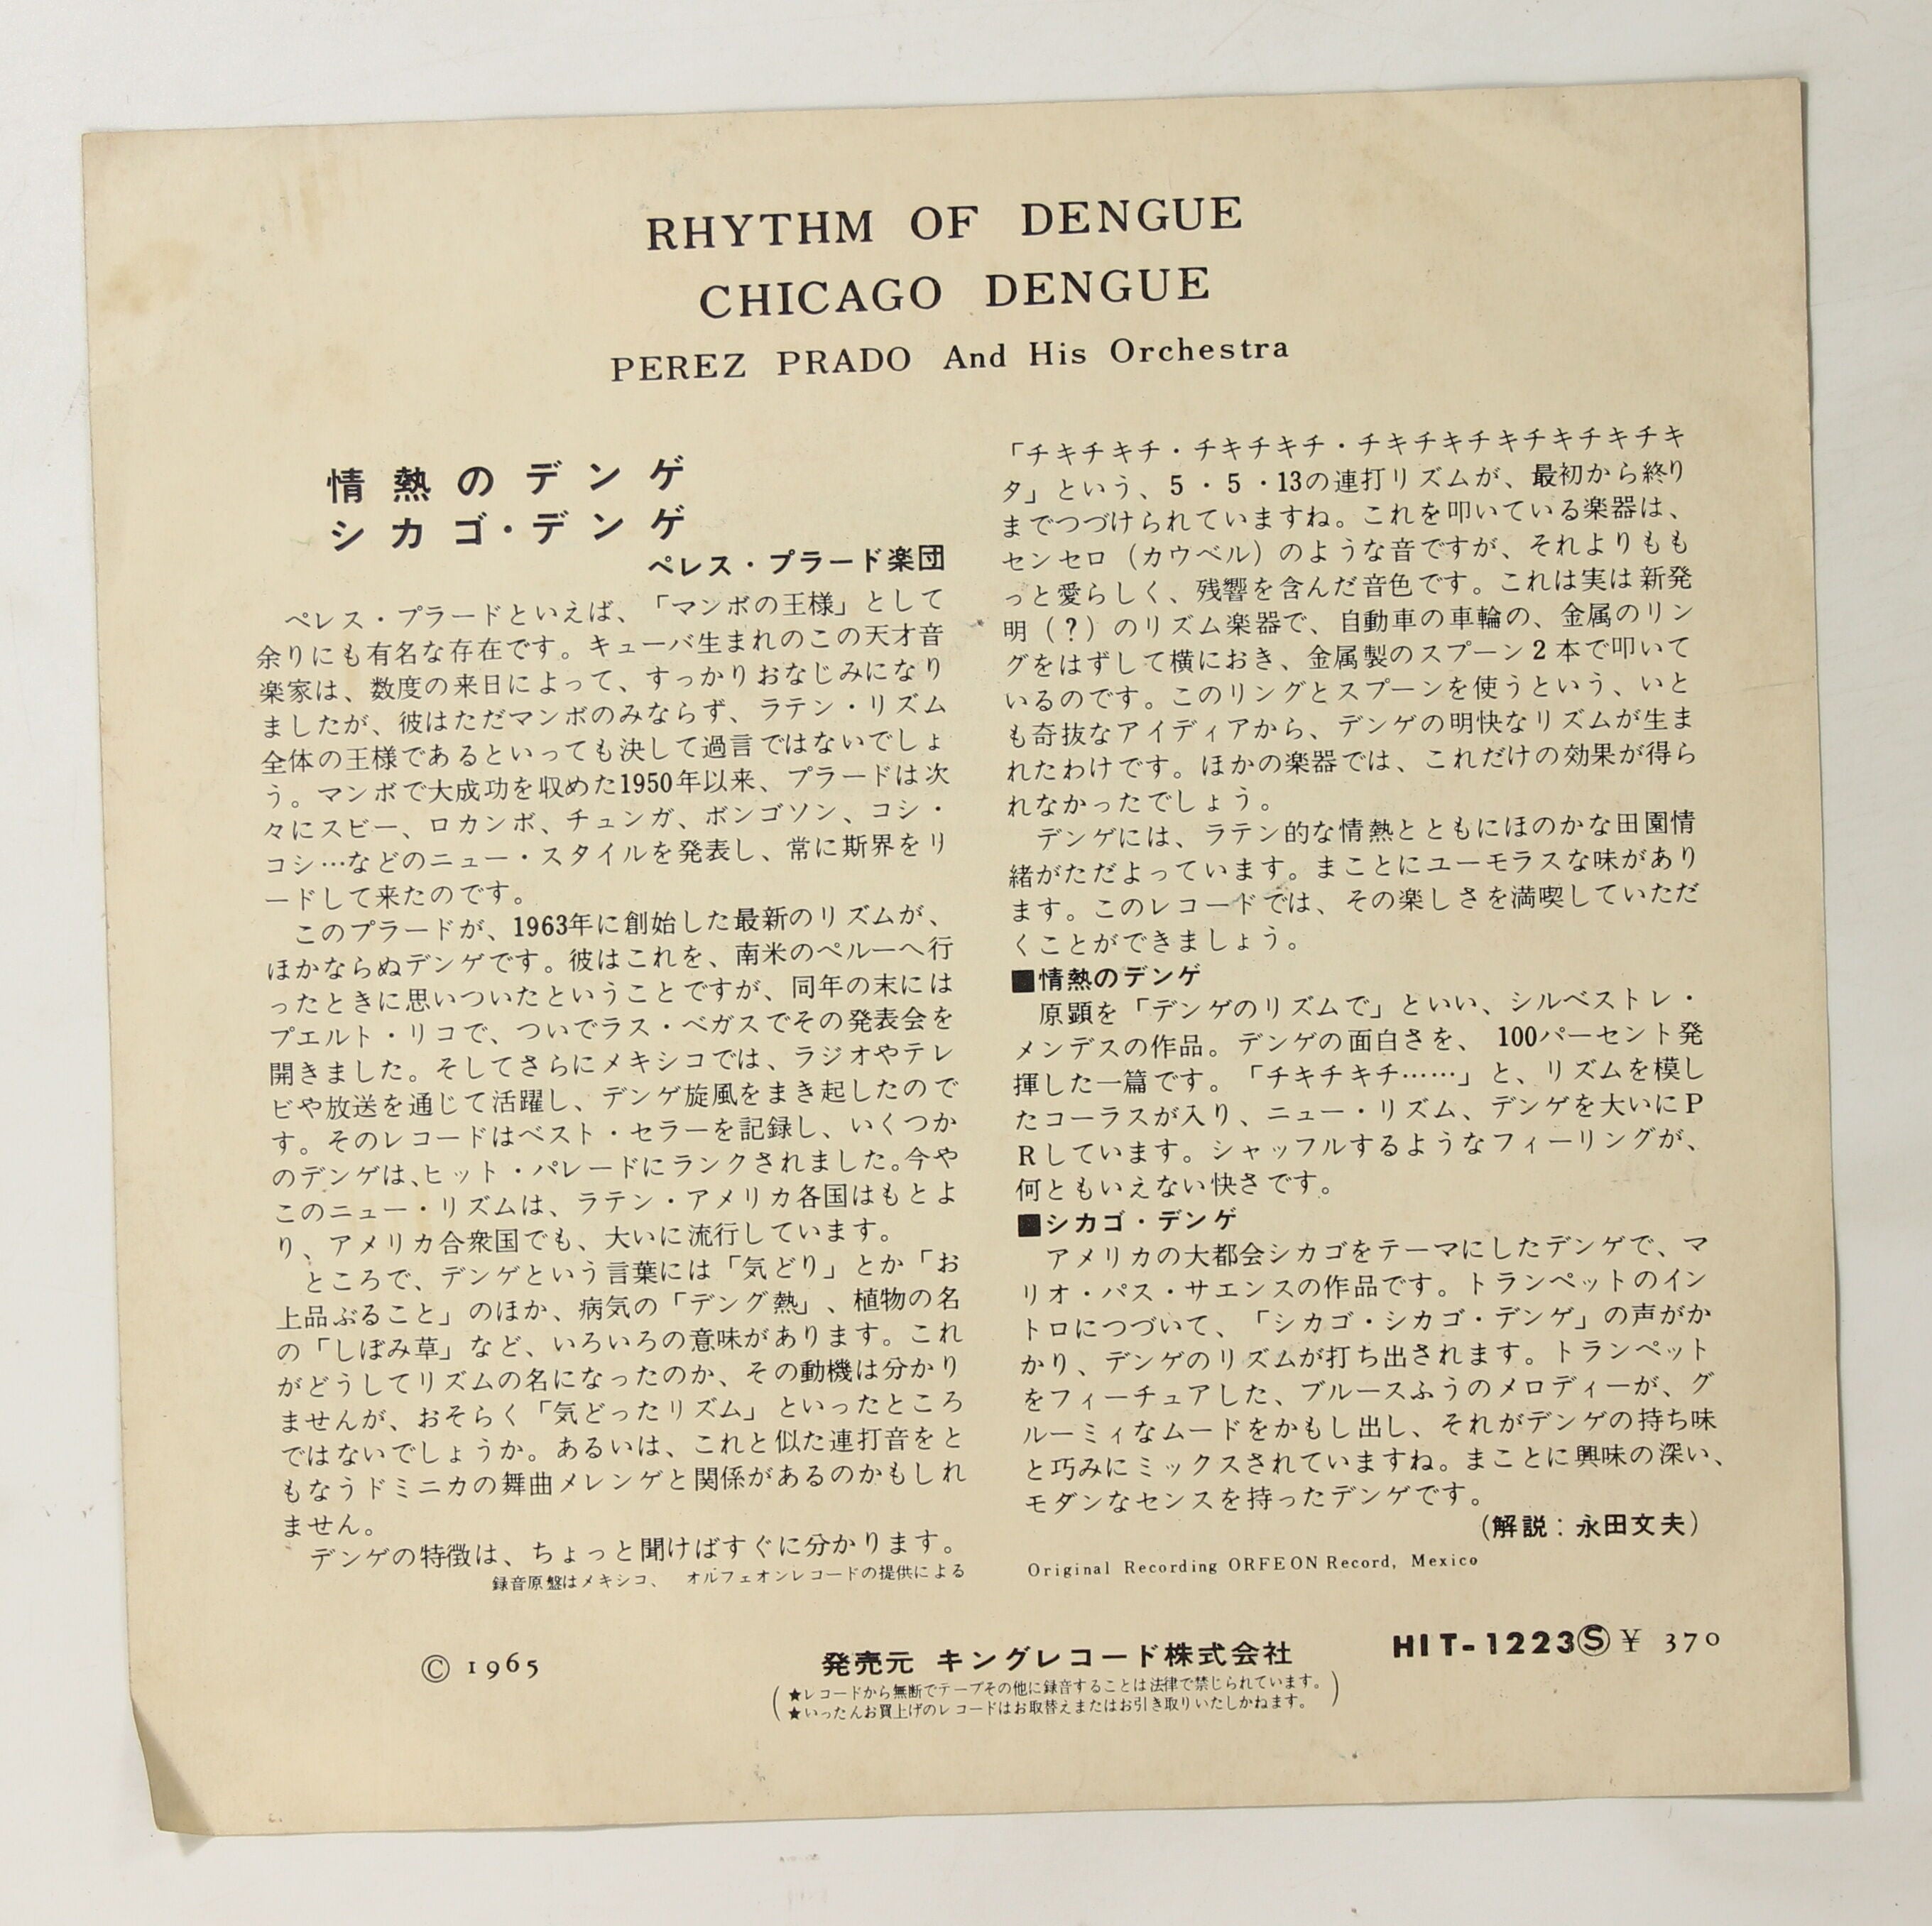 RHYTHM OF DENGUE
CHICAGO DENGUE
PEREZ PRADO And His Orchestra
情熱のデンゲ
シカゴ・デンゲ
ペレス・プラード楽団
ペレス・プラードといえば、「マンボの王様」として
余りにも有名な存在です。キューバ生まれのこの天才音
楽家は、数度の来日によって、すっかりおなじみになり
ましたが、彼はただマンボのみならず、ラテン・リズム
全体の王様であるといっても決して過言ではないでしょ
う。マンボで大成功を収めた1950年以来、プラードは次
々にスビー、ロカンボ、チュンガ、ボンゴソン、コシ・
コシ…などのニュー・スタイルを発表し、常に斯界をリ
ードして来たのです。
このプラードが、1963年に創始した最新のリズムが、
ほかならぬデンゲです。彼はこれを、南米のペルーへ行
ったときに思いついたということですが、同年の末には
プエルト・リコで、ついでラス・ベガスでその発表会を
開きました。そしてさらにメキシコでは、ラジオやテレ
ビや放送を通じて活躍し、デンゲ旋風をまき起したので
す。そのレコードはベスト・セラーを記録し、いくつか
のデンゲは、ヒット・パレードにランクされました。今や
このニュー・リズムは、ラテン・アメリカ各国はもとよ
り、アメリカ合衆国でも、大いに流行しています。
ところで、デンゲという言葉には「気どり」とか「お
上品ぶること」のほか、病気の「デング熱」、植物の名
の「しぼみ草」など、いろいろの意味があります。これ
がどうしてリズムの名になったのか、その動機は分かり
ませんが、おそらく「気どったリズム」といったところ
ではないでしょうか。あるいは、これと似た連打音をと
もなうドミニカの舞曲メレンゲと関係があるのかもしれ
ません。
デンゲの特徴は、ちょっと聞けばすぐに分かります。
録音原盤はメキシコ、 オルフェオンレコードの提供による
「チキチキチ・チキチキチ・チキチキチキチキチキチキ
タ」という、5・5・13の連打リズムが、最初から終り
までつづけられていますね。これを叩いている楽器は、
センセロ（カウベル）のような音ですが、それよりもも
っと愛らしく、残響を含んだ音色です。これは実は新発
明（？）のリズム楽器で、自動車の車輪の、金属のリン
グをはずして横におき、金属製のスプーン2本で叩いて
いるのです。このリングとスプーンを使うという、いと
も奇抜なアイディアから、デンゲの明快なリズムが生ま
れたわけです。ほかの楽器では、これだけの効果が得ら
れなかったでしょう。
デンゲには、ラテン的な情熱とともにほのかな田園情
緒がただよっています。まことにユーモラスな味があり
ます。このレコードでは、その楽しさを満喫していただ
くことができましょう。
■情熱のデンゲ
原顕を「デンゲのリズムで」といい、シルベストレ・
メンデスの作品。デンゲの面白さを、 100パーセント発
揮した一篇です。「チキチキチ……」と、リズムを模し
たコーラスが入り、ニュー・リズム、デンゲを大いにP
Rしています。シャッフルするようなフィーリングが、
何ともいえない快さです。
■シカゴ・デンゲ
アメリカの大都会シカゴをテーマにしたデンゲで、マ
リオ・パス・サエンスの作品です。トランペットのイン
トロにつづいて、「シカゴ・シカゴ・デンゲ」の声がか
かり、デンゲのリズムが打ち出されます。トランペット
をフィーチュアした、ブルースふうのメロディーが、グ
ルーミィなムードをかもし出し、それがデンゲの持ち味
と巧みにミックスされていますね。まことに興味の深い、
モダンなセンスを持ったデンゲです。
（解説：永田文夫）
Original Recording ORFEON Record, Mexico
© 1965
発売元 キングレコード株式会社
★レコードから無断でテープその他に録音することは法律で禁じられています。
★いったんお買上げのレコードはお取替えまたはお引き取りいたしかねます。
HIT-1223Ⓢ¥ 370